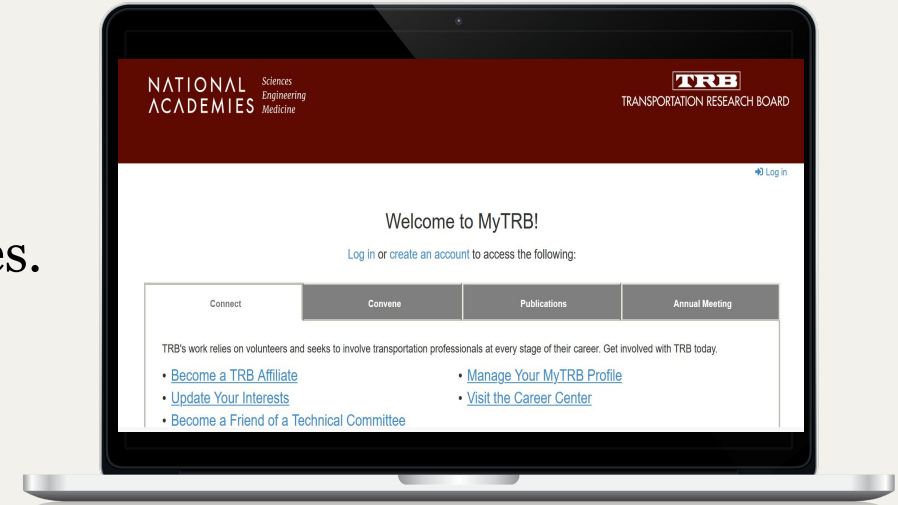 es.
NATIONAL ACADEMIES Sciences Engineering Medicine
TRB
TRANSPORTATION RESEARCH BOARD
Log in
Welcome to MyTRB!
Log in or create an account to access the following:
Connect Convene Publications Annual Meeting
TRB's work relies on volunteers and seeks to involve transportation professionals at every stage of their career. Get involved with TRB today.
• Become a TRB Affiliate
• Update Your Interests
• Become a Friend of a Technical Committee
• Manage Your MyTRB Profile
• Visit the Career Center